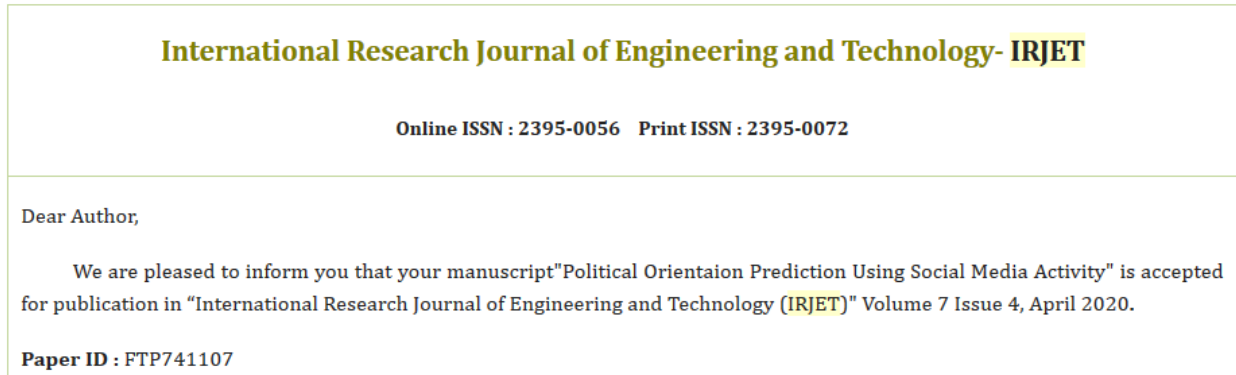 International Research Journal of Engineering and Technology- IRJET
Online ISSN : 2395-0056 Print ISSN : 2395-0072
Dear Author,
We are pleased to inform you that your manuscript"Political Orientaion Prediction Using Social Media Activity" is accepted
for publication in “International Research Journal of Engineering and Technology (IRJET)" Volume 7 Issue 4, April 2020.
Paper ID : FTP741107